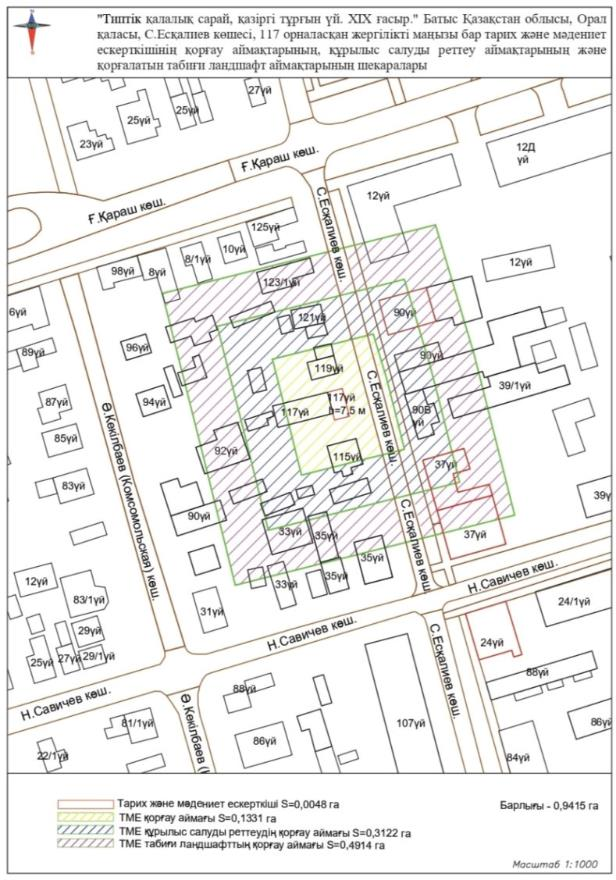 "Типтік қалалық сарай, қазіргі тұрғын үй. XIX ғасыр." Батыс Қазақстан облысы, Орал
қаласы, С.Есқалиев көшесі, 117 орналасқан жергілікті маңызы бар тарих және мәдениет
ескерткішінің қорғау аймақтарының, құрылыс салуды реттеу аймақтарының және
қорғалатын табиғи ландшафт аймақтарының шекаралары
27үй
25үй
25үй
23үй
12Д
үй
Ғ.Қараш көш.
Ғ.Қараш көш.
12үй
С.Есқалиев көш.
125үй
10үй
8/1үй
98үй
8үй
12үй
123/1үй
6үй
121үй
90үй
96үй
89үй
90үй
119үй
39/1үй
87үй
94үй
117үй
h=7,5 м
117үй
90В
үй
С.Есқалиев көш.
Ә.Көкілбаев (Комсомольская) көш.
85үй
92үй
115үй
37үй
83үй
39ү
90үй
С.Есқалиев көш.
33үй
35үй
37үй
35үй
12үй
33үй
35үй
Н.Савичев көш.
83/1үй
31үй
24/1үй
29үй
Н.Савичев көш.
24үй
25үй
27үй
29/1үй
С.Есқалиев көш.
88үй
88үй
Н.Савичев көш.
Ә.Көкілбаев (
81/1үй
107үй
86ү
86үй
22/1үй
84үй
Тарих және мәдениет ескерткіші S=0,0048 га
Барлығы - 0,9415 га
ТМЕ қорғау аймағы S=0,1331 га
ТМЕ құрылыс салуды реттеудің қорғау аймағы S=0,3122 га
ТМЕ табиғи ландшафттың қорғау аймағы S=0,4914 га
Масштаб 1:1000